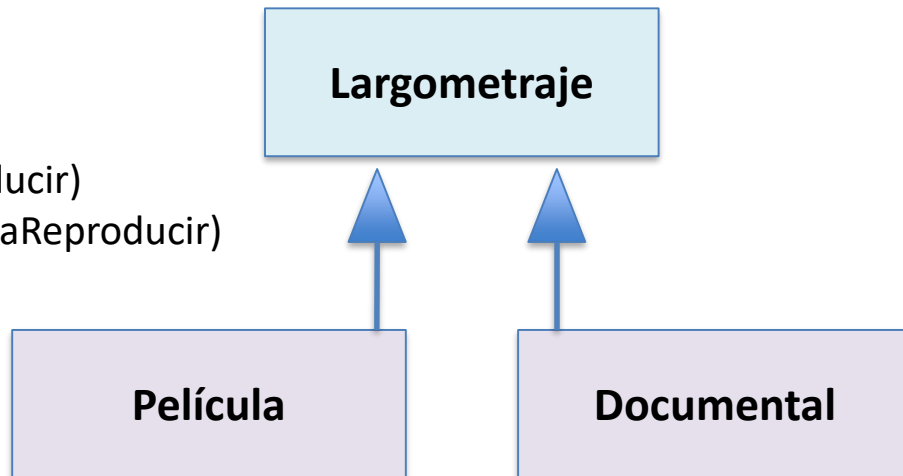 Largometraje
ducir)
aReproducir)
Película
Documental